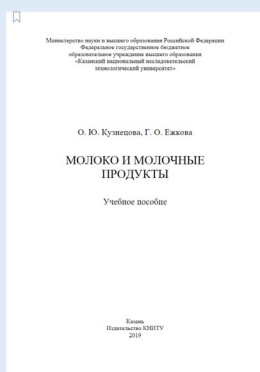 Министерство науки и высшего образования Российской Федерации
Федеральное государственное бюджетное
образовательное учреждение высшего образования
«Казанский национальный исследовательский
технологический университет»
О. Ю. Кузнецова, Г. О. Ежкова
МОЛОКО И МОЛОЧНЫЕ
ПРОДУКТЫ
Учебное пособие
Казань
Издательство КНИТУ
2019